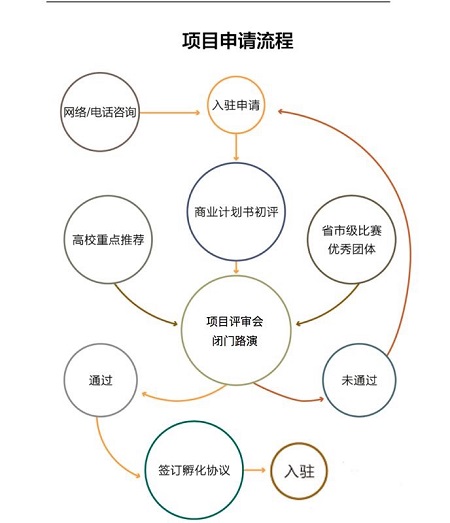 项目申请流程
网络/电话咨询
入驻申请
商业计划书初评
高校重点推荐
省市级比赛
优秀团体
项目评审会
闭门路演
通过
未通过
签订孵化协议
入驻